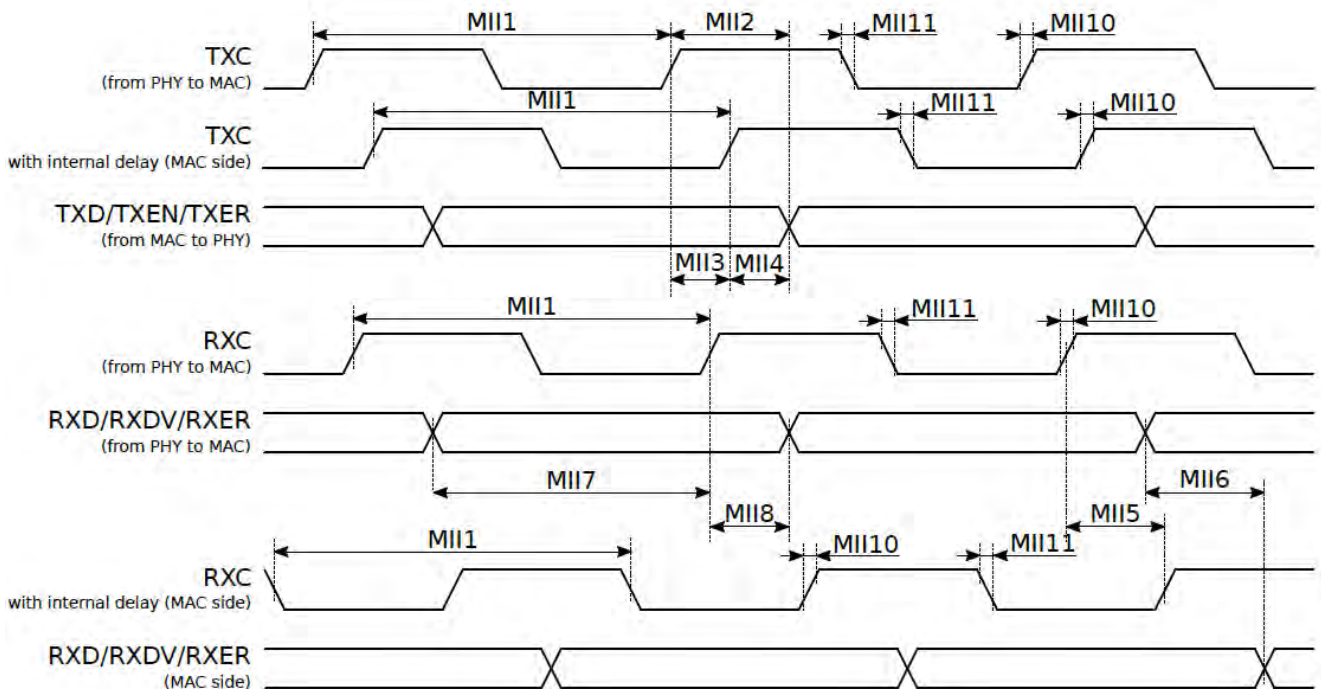 MII1
MII2
MII11
MII10
TXC
(from PHY to MAC)
MII1
MII11
MII10
TXC
with internal delay (MAC side)
TXD/TXEN/TXER
(from MAC to PHY)
MII3
MII4
MII1
MII11
MII10
RXC
(from PHY to MAC)
RXD/RXDV/RXER
(from PHY to MAC)
MII7
MII6
MII8
MII5
MII1
MII10
MII11
RXC
with internal delay (MAC side)
RXD/RXDV/RXER
(MAC side)